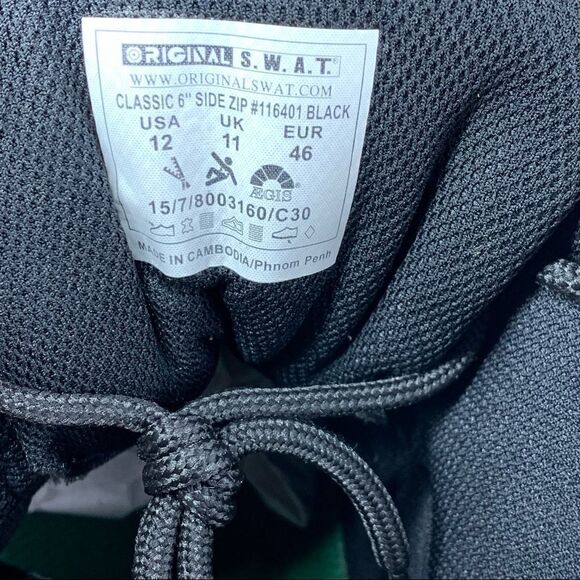 ORIGINAL S.W.A.T.
WWW.ORIGINALSWAT.COM
CLASSIC 6" SIDE ZIP #116401 BLACK
USA UK EUR
12 11 46
ÆGIS
15/7/8003160/C30
MADE IN CAMBODIA/Phnom Penh